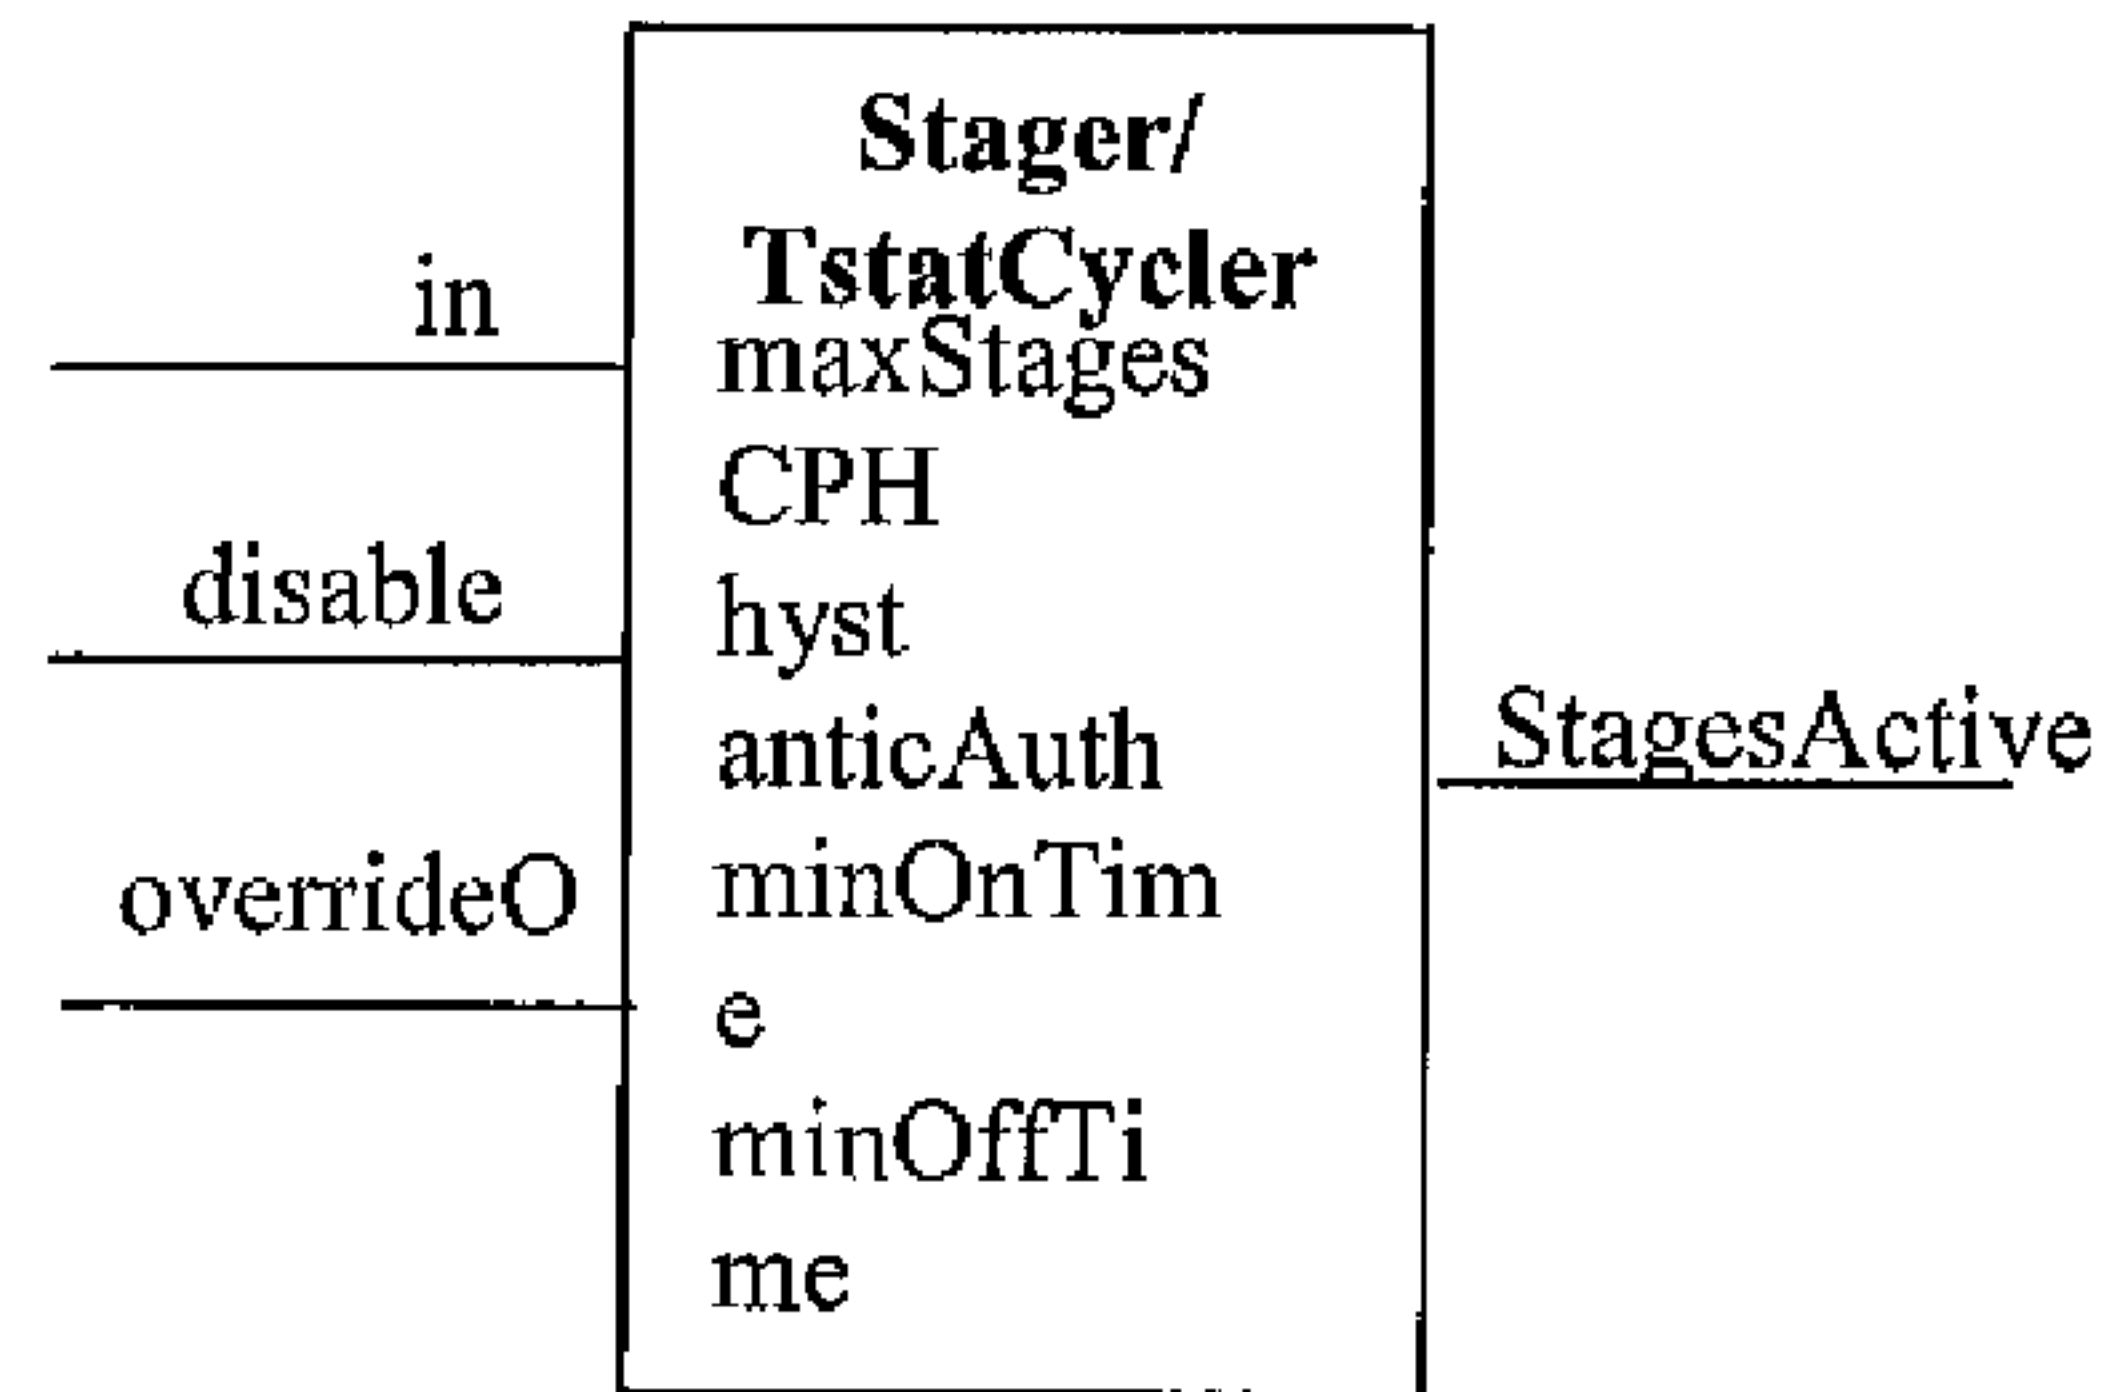 Stager/
TstatCycler
in
maxStages
CPH
disable
hyst
StagesActive
anticAuth
overrideO
minOnTim
e
minOffTi
me